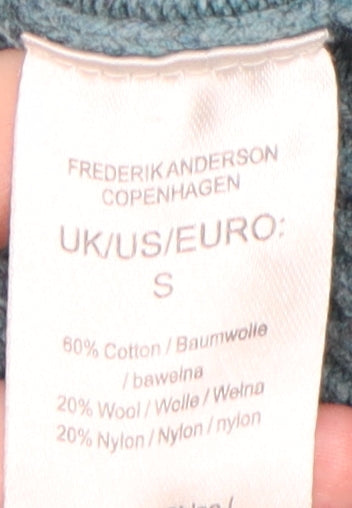 FREDERIK ANDERSON
COPENHAGEN
UK/US/EURO:
S
60% Cotton / Baumwolle
/ bawełna
20% Wool / Wolle / Wełna
20% Nylon / Nylon / nylon